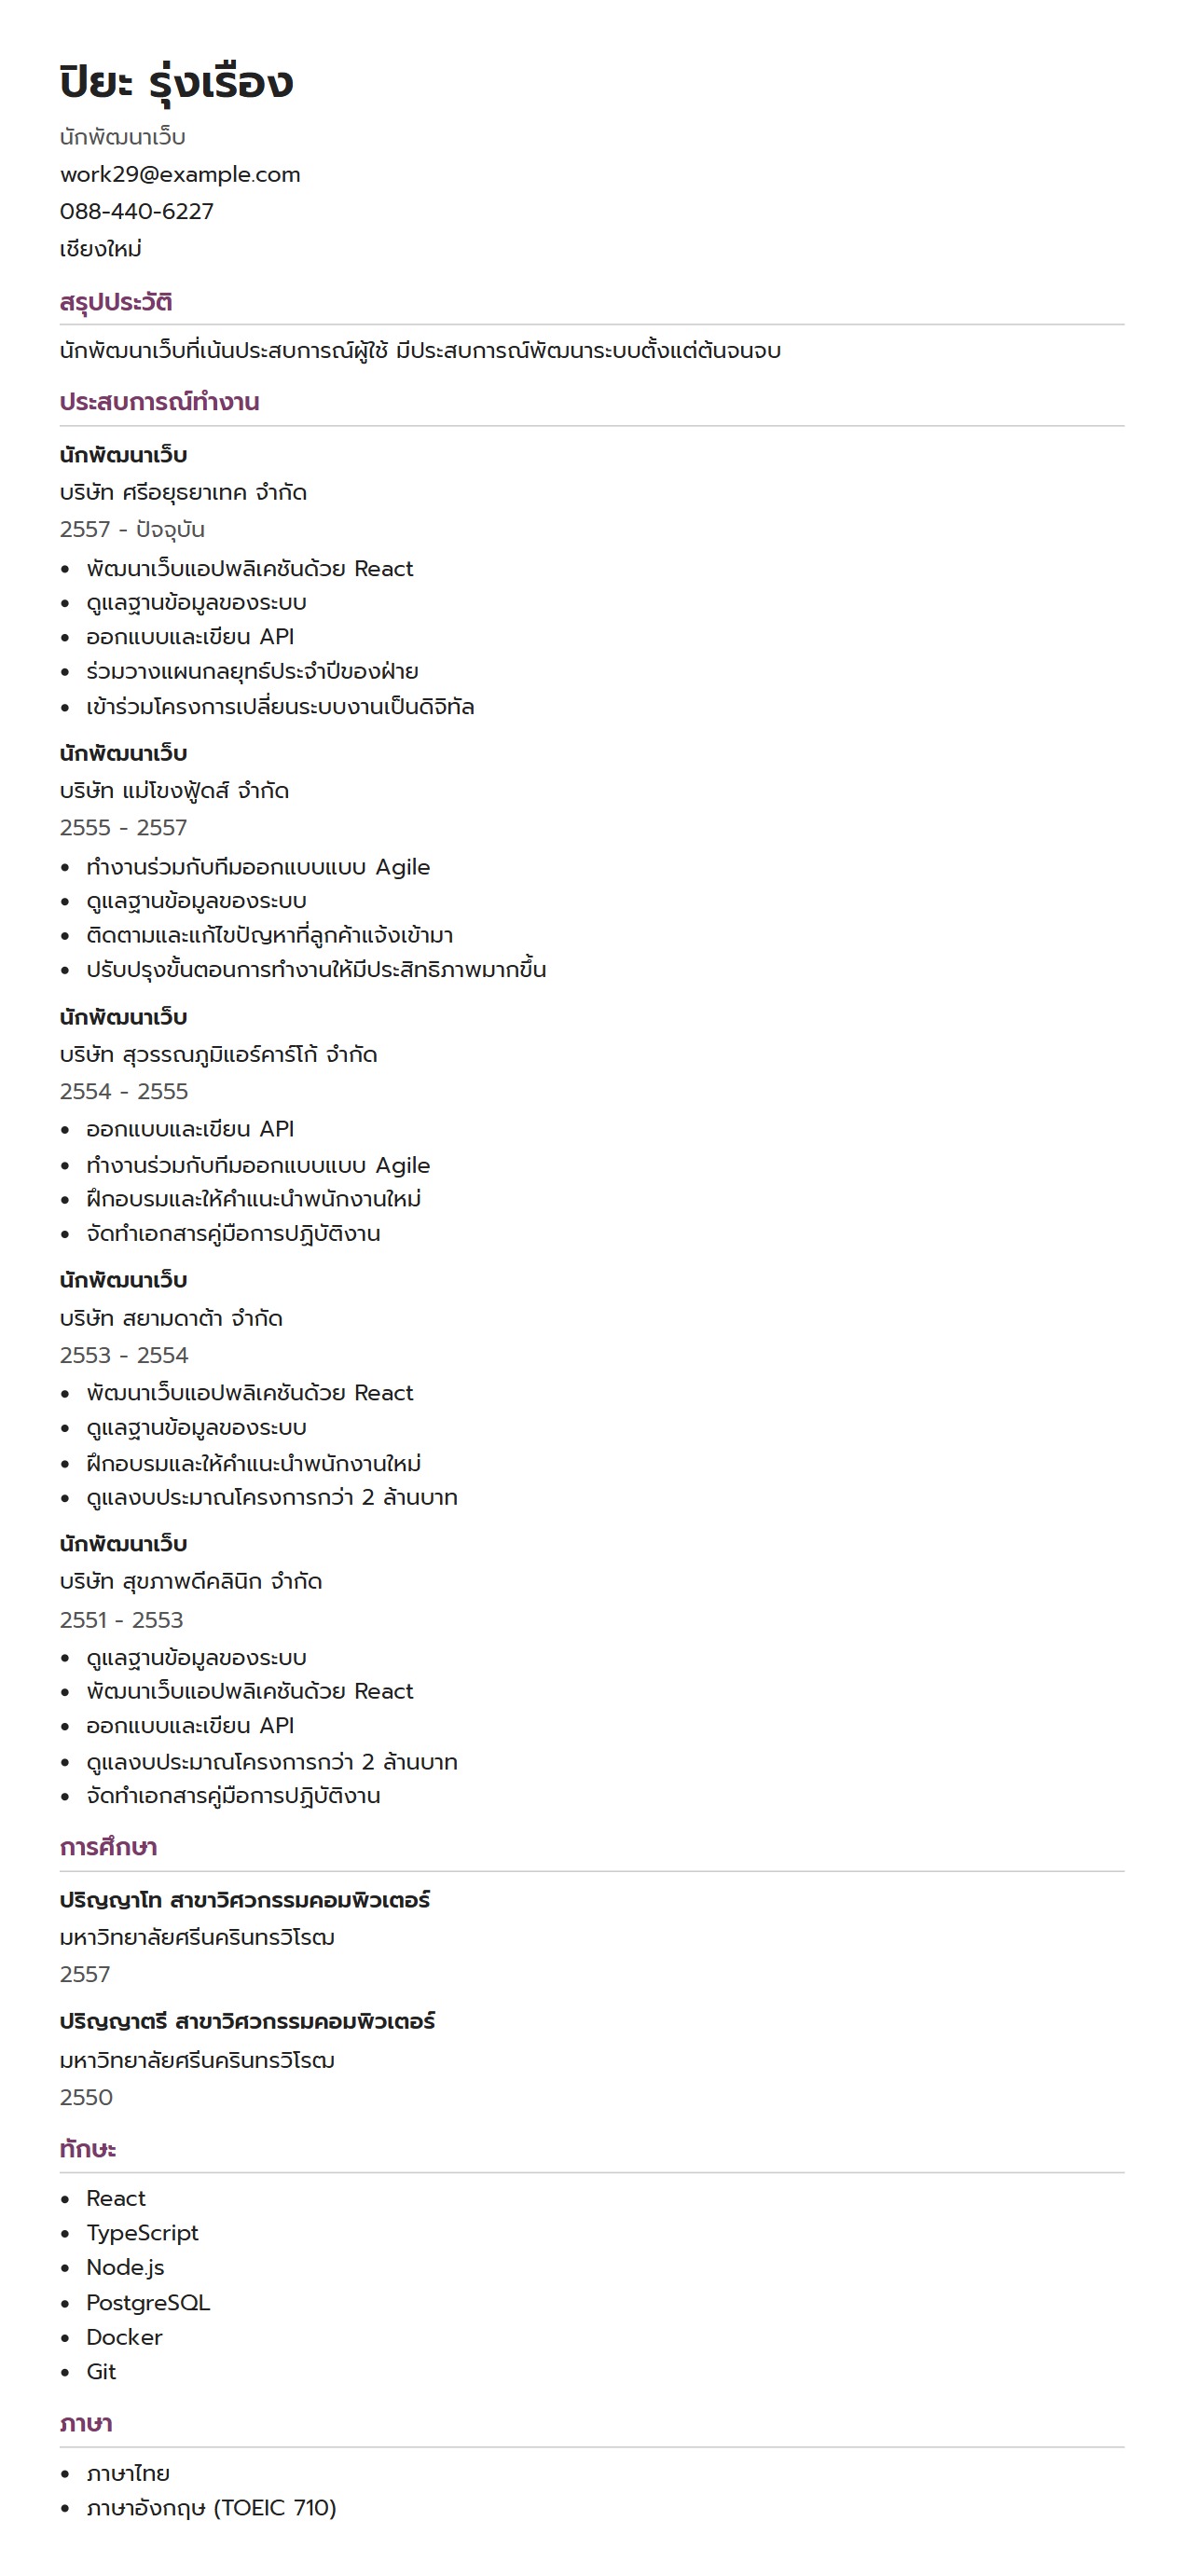 ปิยะ รุ่งเรือง
นักพัฒนาเว็บ
work29@example.com
088-440-6227
เชียงใหม่
สรุปประวัติ
นักพัฒนาเว็บที่เน้นประสบการณ์ผู้ใช้ มีประสบการณ์พัฒนาระบบตั้งแต่ต้นจนจบ
ประสบการณ์ทำงาน
นักพัฒนาเว็บ
บริษัท ศรีอยุธยาเทค จำกัด
2557 - ปัจจุบัน
• พัฒนาเว็บแอปพลิเคชันด้วย React
• ดูแลฐานข้อมูลของระบบ
• ออกแบบและเขียน API
• ร่วมวางแผนกลยุทธ์ประจำปีของฝ่าย
• เข้าร่วมโครงการเปลี่ยนระบบงานเป็นดิจิทัล
นักพัฒนาเว็บ
บริษัท แม่โขงฟู้ดส์ จำกัด
2555 - 2557
• ทำงานร่วมกับทีมออกแบบแบบ Agile
• ดูแลฐานข้อมูลของระบบ
• ติดตามและแก้ไขปัญหาที่ลูกค้าแจ้งเข้ามา
• ปรับปรุงขั้นตอนการทำงานให้มีประสิทธิภาพมากขึ้น
นักพัฒนาเว็บ
บริษัท สุวรรณภูมิแอร์คาร์โก้ จำกัด
2554 - 2555
• ออกแบบและเขียน API
• ทำงานร่วมกับทีมออกแบบแบบ Agile
• ฝึกอบรมและให้คำแนะนำพนักงานใหม่
• จัดทำเอกสารคู่มือการปฏิบัติงาน
นักพัฒนาเว็บ
บริษัท สยามดาต้า จำกัด
2553 - 2554
• พัฒนาเว็บแอปพลิเคชันด้วย React
• ดูแลฐานข้อมูลของระบบ
• ฝึกอบรมและให้คำแนะนำพนักงานใหม่
• ดูแลงบประมาณโครงการกว่า 2 ล้านบาท
นักพัฒนาเว็บ
บริษัท สุขภาพดีคลินิก จำกัด
2551 - 2553
• ดูแลฐานข้อมูลของระบบ
• พัฒนาเว็บแอปพลิเคชันด้วย React
• ออกแบบและเขียน API
• ดูแลงบประมาณโครงการกว่า 2 ล้านบาท
• จัดทำเอกสารคู่มือการปฏิบัติงาน
การศึกษา
ปริญญาโท สาขาวิศวกรรมคอมพิวเตอร์
มหาวิทยาลัยศรีนครินทรวิโรฒ
2557
ปริญญาตรี สาขาวิศวกรรมคอมพิวเตอร์
มหาวิทยาลัยศรีนครินทรวิโรฒ
2550
ทักษะ
• React
• TypeScript
• Node.js
• PostgreSQL
• Docker
• Git
ภาษา
• ภาษาไทย
• ภาษาอังกฤษ (TOEIC 710)